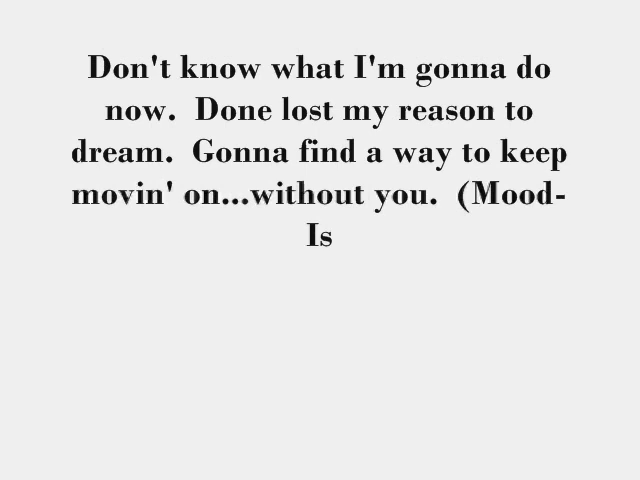 Don't know what I'm gonna do
now.  Done lost my reason to
dream.  Gonna find a way to keep
movin' on...without you.  (Mood-
Is